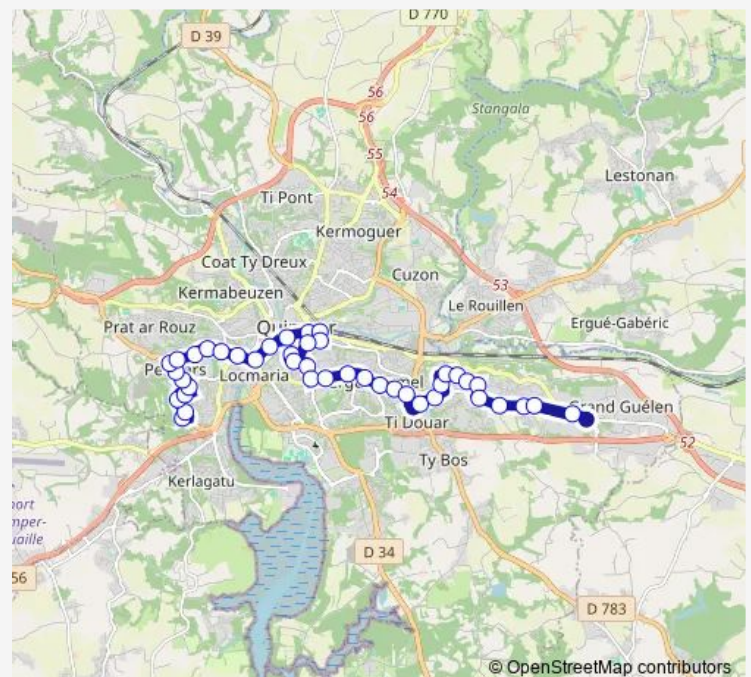 D 770
D 39
56
56
Stangala
55
Lestonan
54
Ti Pont
Kermoguer
Coat Ty Dreux
Cuzon
53
Kermabeuzen
Le Rouillen
Prat ar Rouz
Ergué-Gabéric
Locmaria
Grand Guélen
Ti Douar
52
Ty Bos
Kerlagatu
D 34
56
D 783
© OpenStreetMap contributors